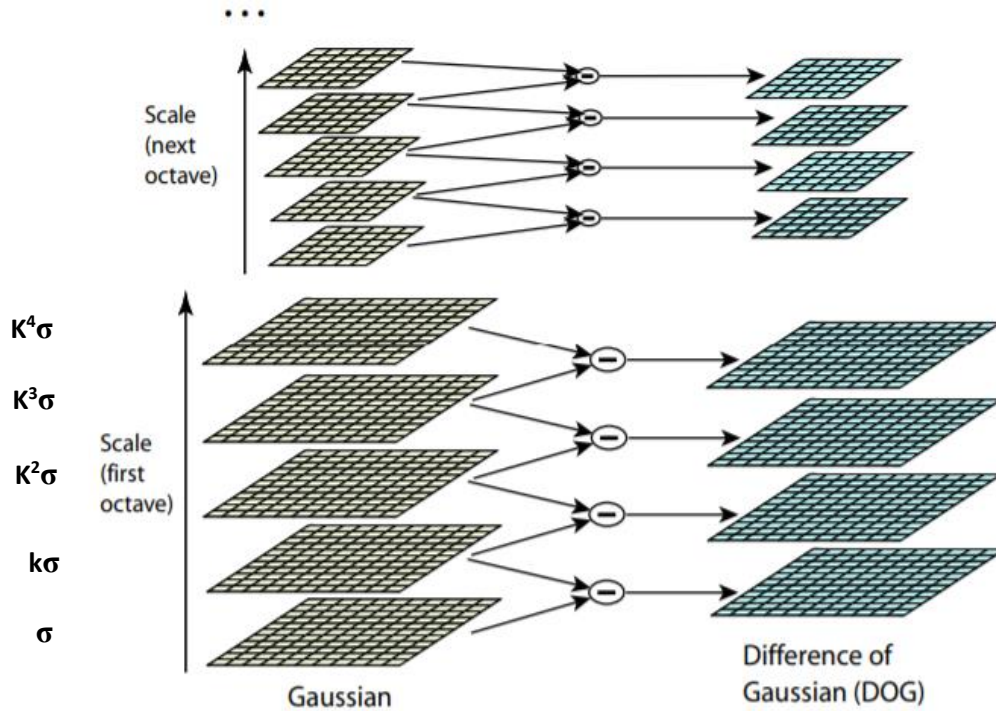 ...
Scale
(next
octave)
K⁴σ
K³σ
Scale
(first
octave)
K²σ
kσ
σ
Gaussian
Difference of
Gaussian (DOG)